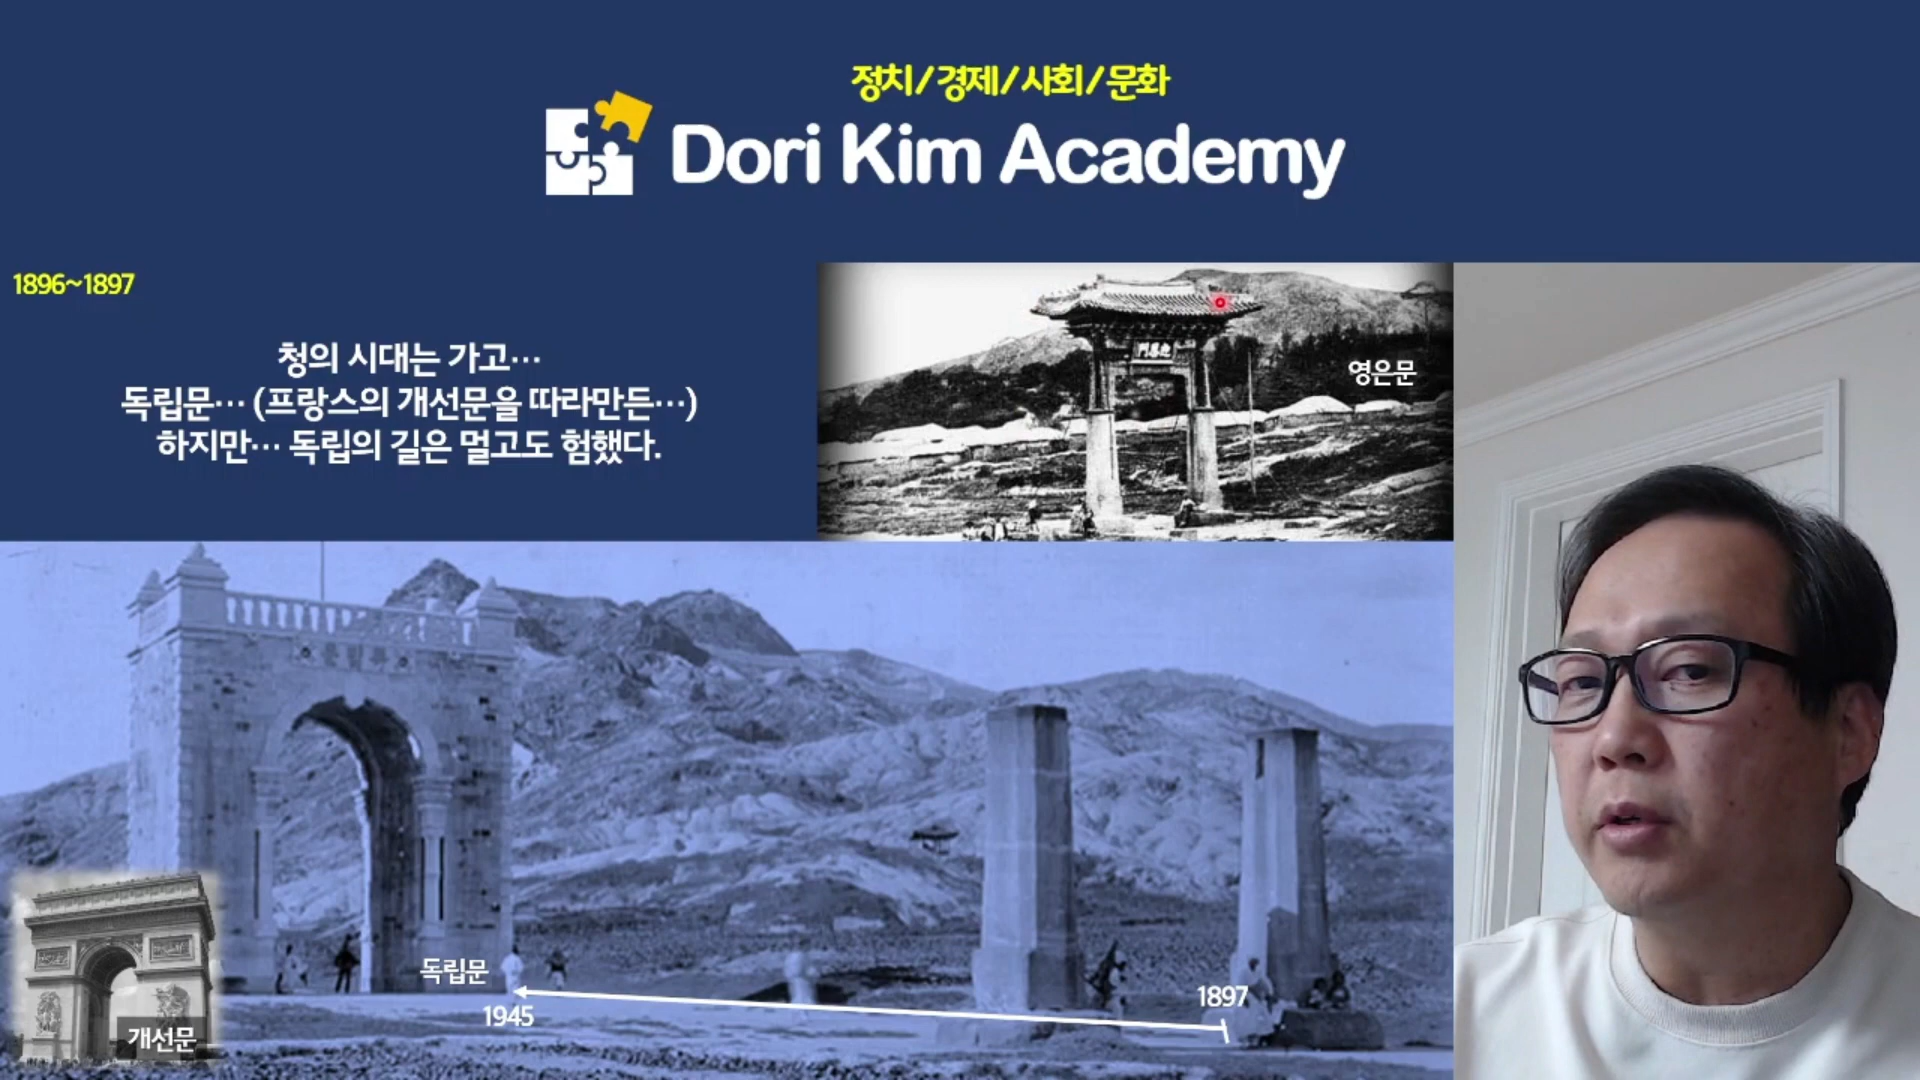 정치/경제/사회/문화
Dori Kim Academy
1896~1897
청의 시대는 가고…
독립문… (프랑스의 개선문을 따라만든…)
하지만… 독립의 길은 멀고도 험했다.
영은문
독립문
1945
1897
개선문